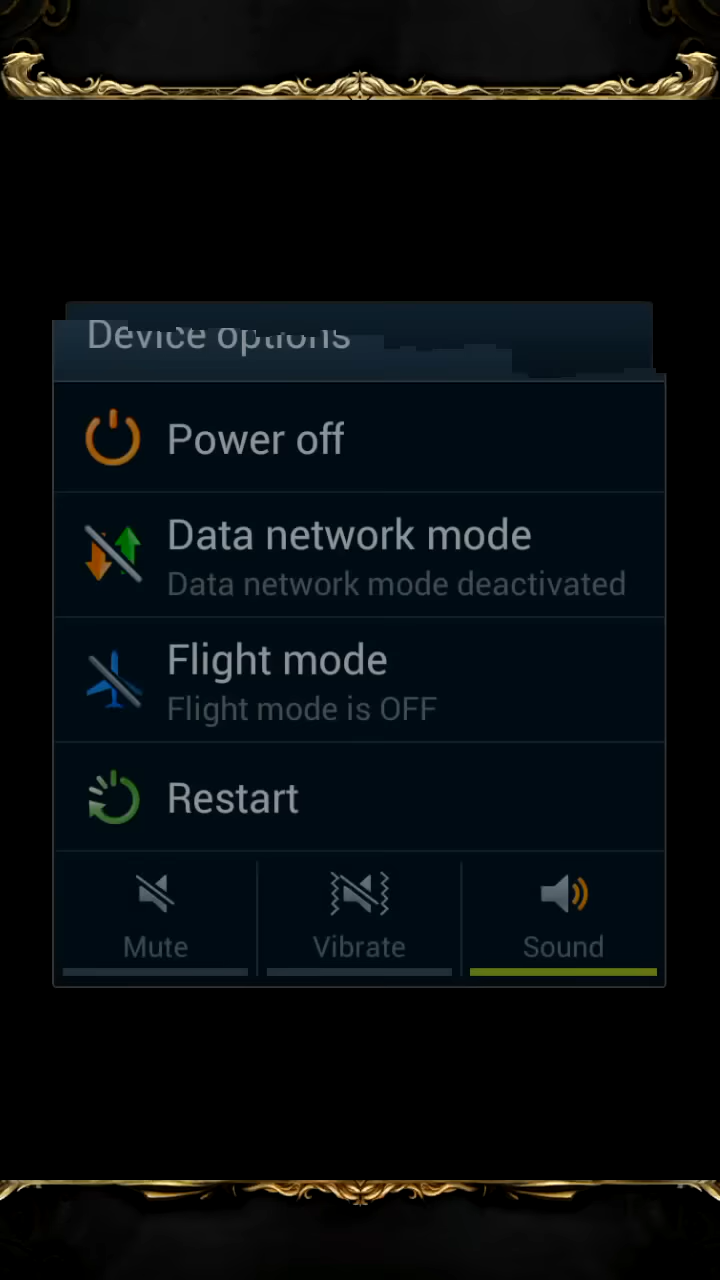 Device options
Power off
Data network mode
Data network mode deactivated
Flight mode
Flight mode is OFF
Restart
Mute
Vibrate
Sound